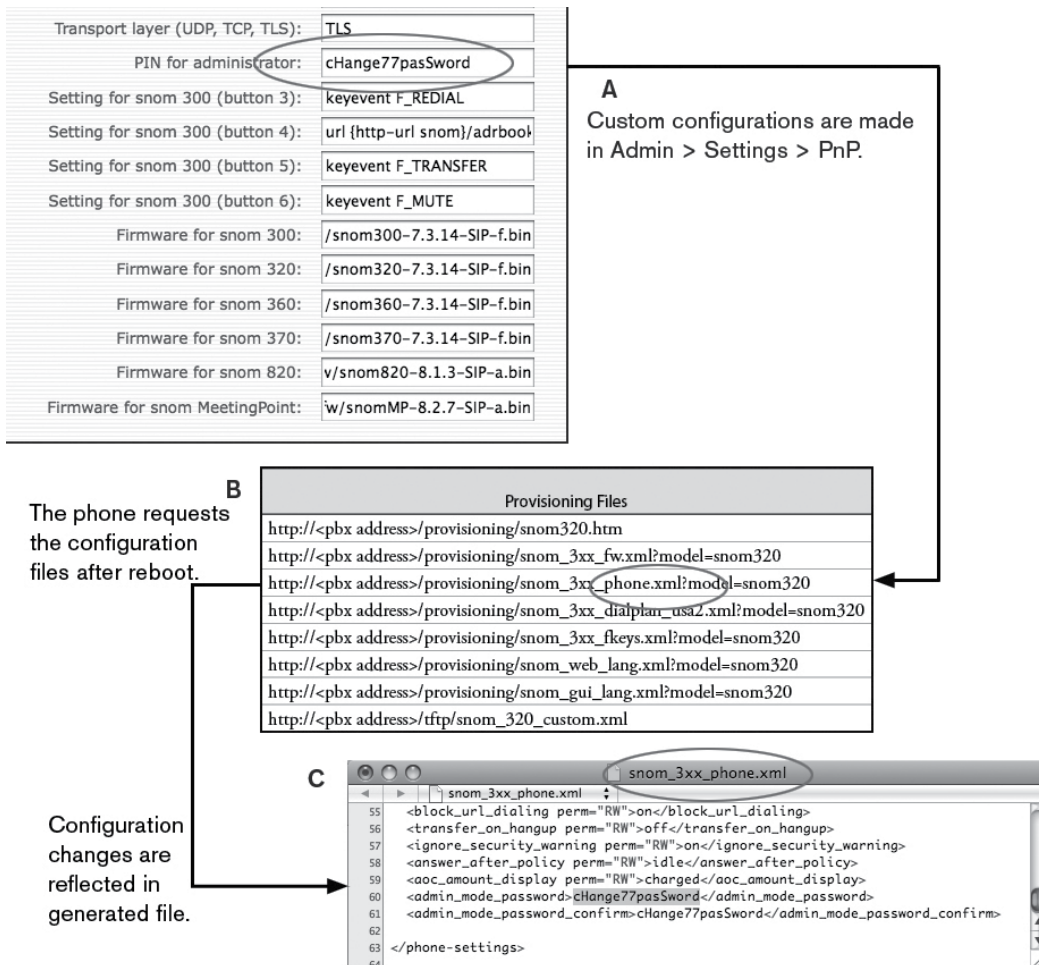 Transport layer (UDP, TCP, TLS): TLS
PIN for administrator: cHange77pasSword
Setting for snom 300 (button 3): keyevent F_REDIAL
Setting for snom 300 (button 4): url {http-url snom}/adrbook
Setting for snom 300 (button 5): keyevent F_TRANSFER
Setting for snom 300 (button 6): keyevent F_MUTE
Firmware for snom 300: /snom300-7.3.14-SIP-f.bin
Firmware for snom 320: /snom320-7.3.14-SIP-f.bin
Firmware for snom 360: /snom360-7.3.14-SIP-f.bin
Firmware for snom 370: /snom370-7.3.14-SIP-f.bin
Firmware for snom 820: v/snom820-8.1.3-SIP-a.bin
Firmware for snom MeetingPoint: w/snomMP-8.2.7-SIP-a.bin
A
Custom configurations are made
in Admin > Settings > PnP.
B
The phone requests
the configuration
files after reboot.
Provisioning Files
http://<pbx address>/provisioning/snom320.htm
http://<pbx address>/provisioning/snom_3xx_fw.xml?model=snom320
http://<pbx address>/provisioning/snom_3xx_phone.xml?model=snom320
http://<pbx address>/provisioning/snom_3xx_dialplan_usa2.xml?model=snom320
http://<pbx address>/provisioning/snom_3xx_fkeys.xml?model=snom320
http://<pbx address>/provisioning/snom_web_lang.xml?model=snom320
http://<pbx address>/provisioning/snom_gui_lang.xml?model=snom320
http://<pbx address>/tftp/snom_320_custom.xml
C
Configuration
changes are
reflected in
generated file.
snom_3xx_phone.xml
snom_3xx_phone.xml
55 <block_url_dialing perm="RW">on</block_url_dialing>
56 <transfer_on_hangup perm="RW">off</transfer_on_hangup>
57 <ignore_security_warning perm="RW">on</ignore_security_warning>
58 <answer_after_policy perm="RW">idle</answer_after_policy>
59 <aoc_amount_display perm="RW">charged</aoc_amount_display>
60 <admin_mode_password>cHange77pasSword</admin_mode_password>
61 <admin_mode_password_confirm>cHange77pasSword</admin_mode_password_confirm>
62
63 </phone-settings>
64